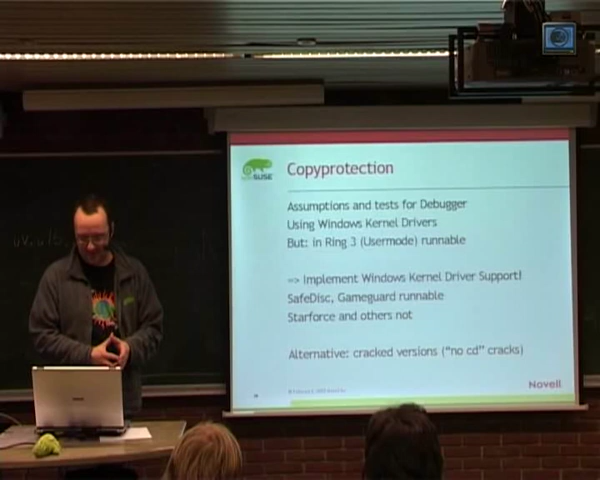 Copyprotection
SUSE
Assumptions and tests for Debugger
Using Windows Kernel Drivers
But: in Ring 3 (Usermode) runnable
=> Implement Windows Kernel Driver Support!
SafeDisc, Gameguard runnable
Starforce and others not
Alternative: cracked versions ("no cd" cracks)
Novell